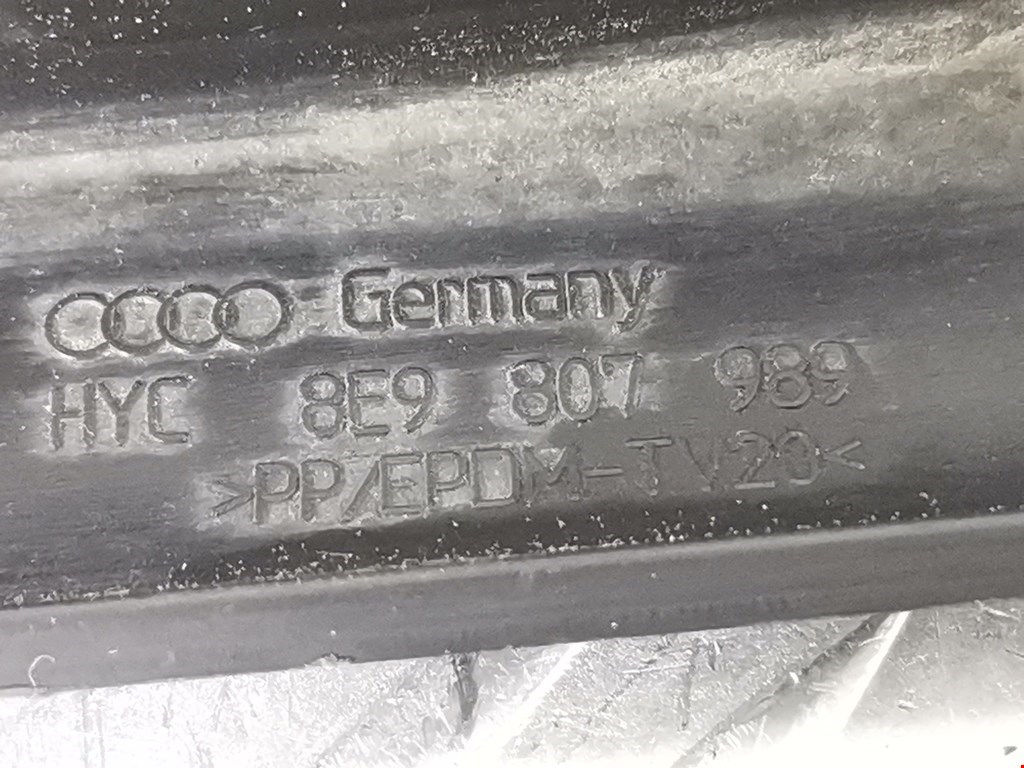 Germany
HYC 8E9 807 989
>PP/EPDM-TV20<